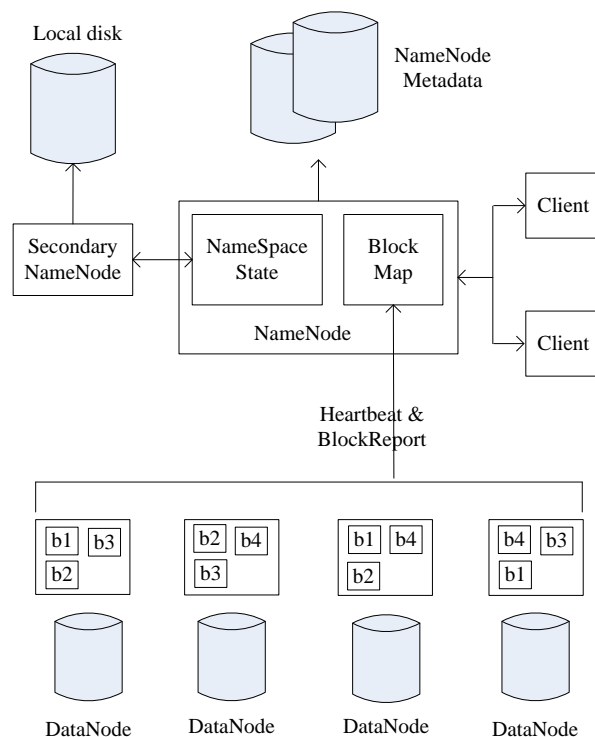 Local disk
NameNode
Metadata
Secondary
NameNode
NameSpace
State
Block
Map
NameNode
Client
Client
Heartbeat &
BlockReport
b1 b3
b2
b2 b4
b3
b1 b4
b2
b4 b3
b1
DataNode DataNode DataNode DataNode